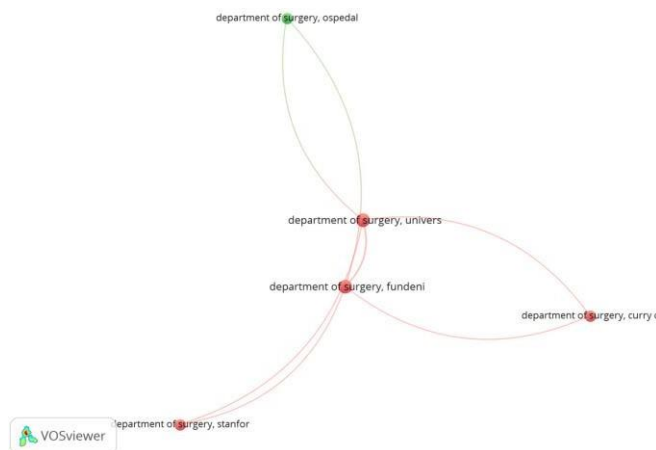 department of surgery, ospedal
department of surgery, univers
department of surgery, fundeni
department of surgery, curry c
department of surgery, stanfor
VOSviewer